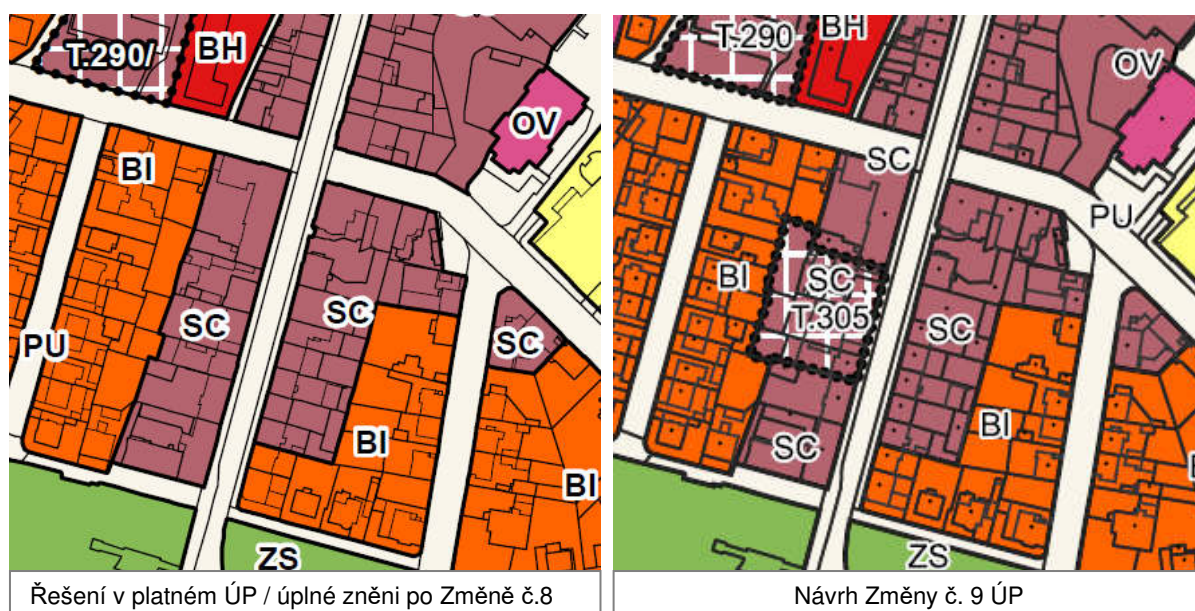 T.290/
BH
OV
BI
SC
SC
SC
PU
BI
BI
ZS
Řešení v platném ÚP / úplné zněni po Změně č.8
T.290
BH
OV
SC
PU
BI
SC
T.305
SC
SC
BI
ZS
Návrh Změny č. 9 ÚP